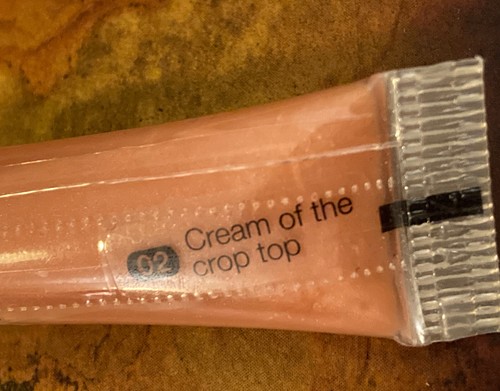 02 Cream of the
crop top